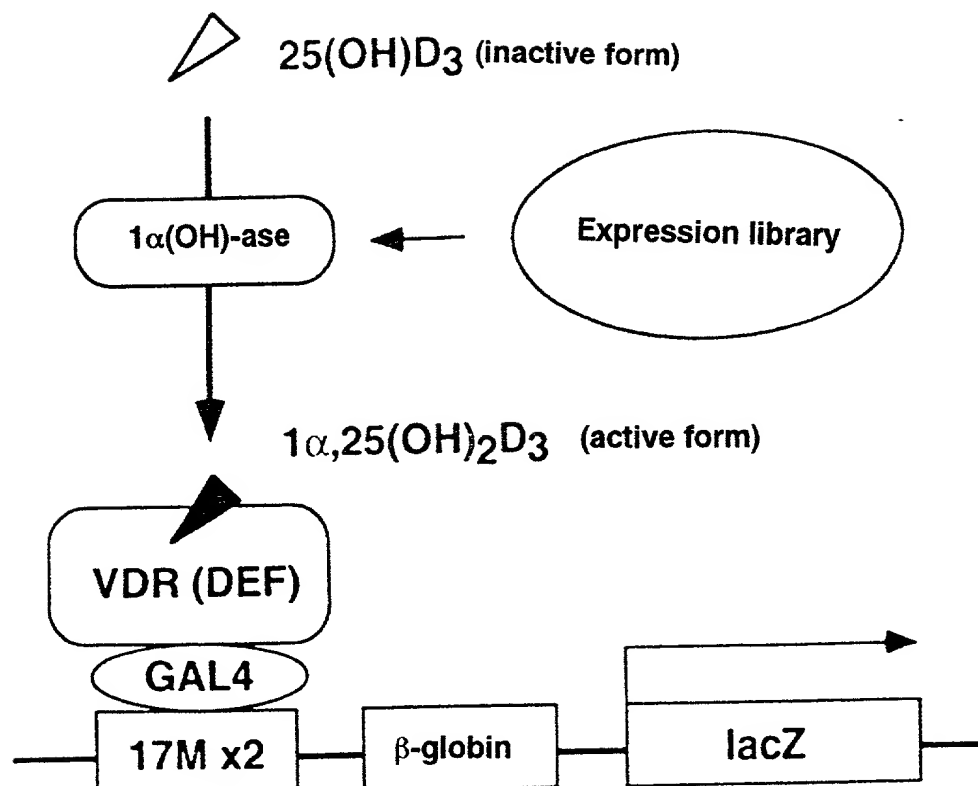 25(OH)D3 (inactive form)
1α(OH)-ase
Expression library
1α,25(OH)2D3 (active form)
VDR (DEF)
GAL4
17M x2
β-globin
lacZ